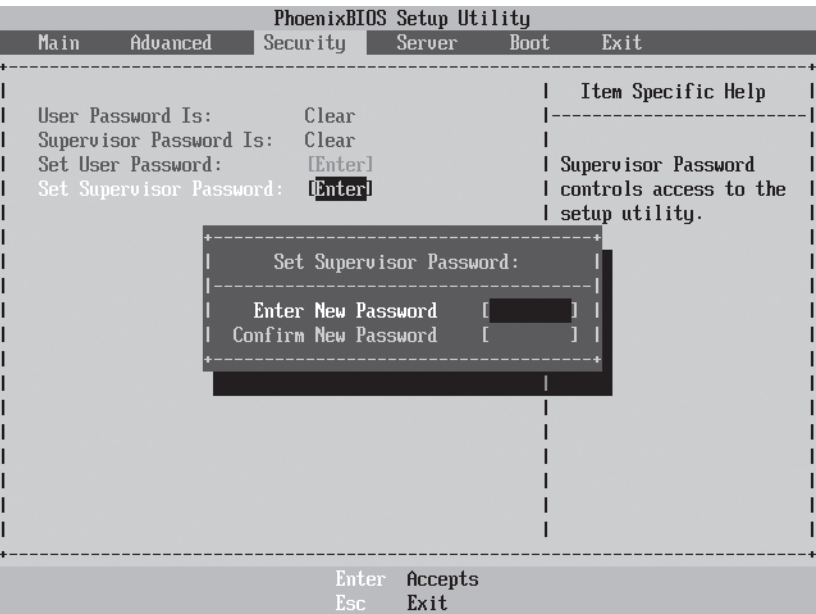 PhoenixBIOS Setup Utility
Main Advanced Security Server Boot Exit
Item Specific Help
User Password Is: Clear
Supervisor Password Is: Clear
Set User Password: [Enter]
Set Supervisor Password: [Enter]
Supervisor Password
controls access to the
setup utility.
Set Supervisor Password:
Enter New Password [ ]
Confirm New Password [ ]
Enter Accepts
Esc Exit